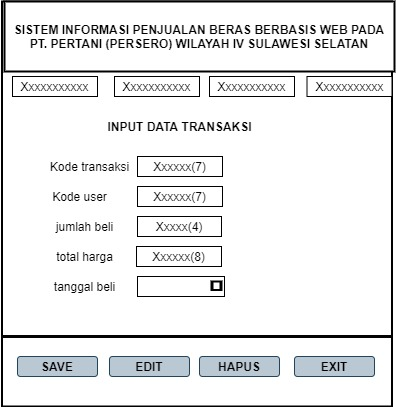 SISTEM INFORMASI PENJUALAN BERAS BERBASIS WEB PADA
PT. PERTANI (PERSERO) WILAYAH IV SULAWESI SELATAN
Xxxxxxxxxxx Xxxxxxxxxxx Xxxxxxxxxxx Xxxxxxxxxxx
INPUT DATA TRANSAKSI
Kode transaksi Xxxxxx(7)
Kode user Xxxxxx(7)
jumlah beli Xxxxx(4)
total harga Xxxxxx(8)
tanggal beli
SAVE EDIT HAPUS EXIT